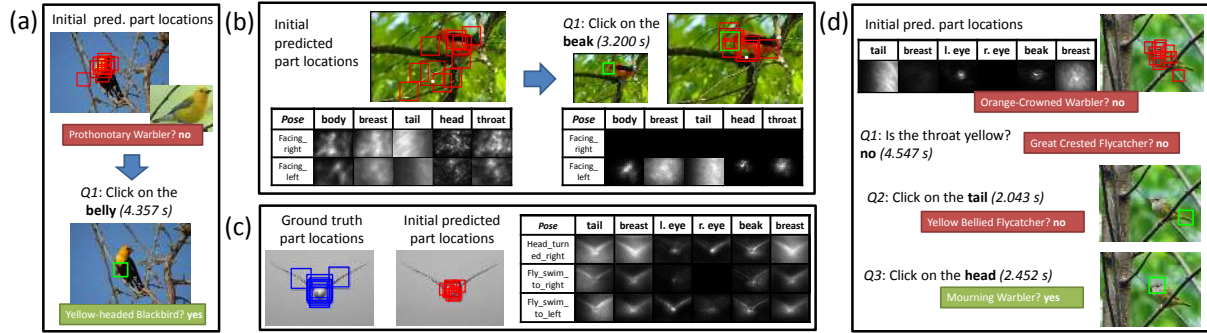 (a)
Initial pred. part locations
Prothonotary Warbler? no
Q1: Click on the
belly (4.357 s)
Yellow-headed Blackbird? yes
(b)
Initial
predicted
part locations
Q1: Click on the
beak (3.200 s)
Pose body breast tail head throat
Facing_
right
Facing_
left
Pose body breast tail head throat
Facing_
right
Facing_
left
(c)
Ground truth
part locations
Initial predicted
part locations
Pose tail breast l. eye r. eye beak breast
Head_turn
ed_right
Fly_swim_
to_right
Fly_swim_
to_left
(d)
Initial pred. part locations
tail breast l. eye r. eye beak breast
Orange-Crowned Warbler? no
Q1: Is the throat yellow?
no (4.547 s)
Great Crested Flycatcher? no
Q2: Click on the tail (2.043 s)
Yellow Bellied Flycatcher? no
Q3: Click on the head (2.452 s)
Mourning Warbler? yes